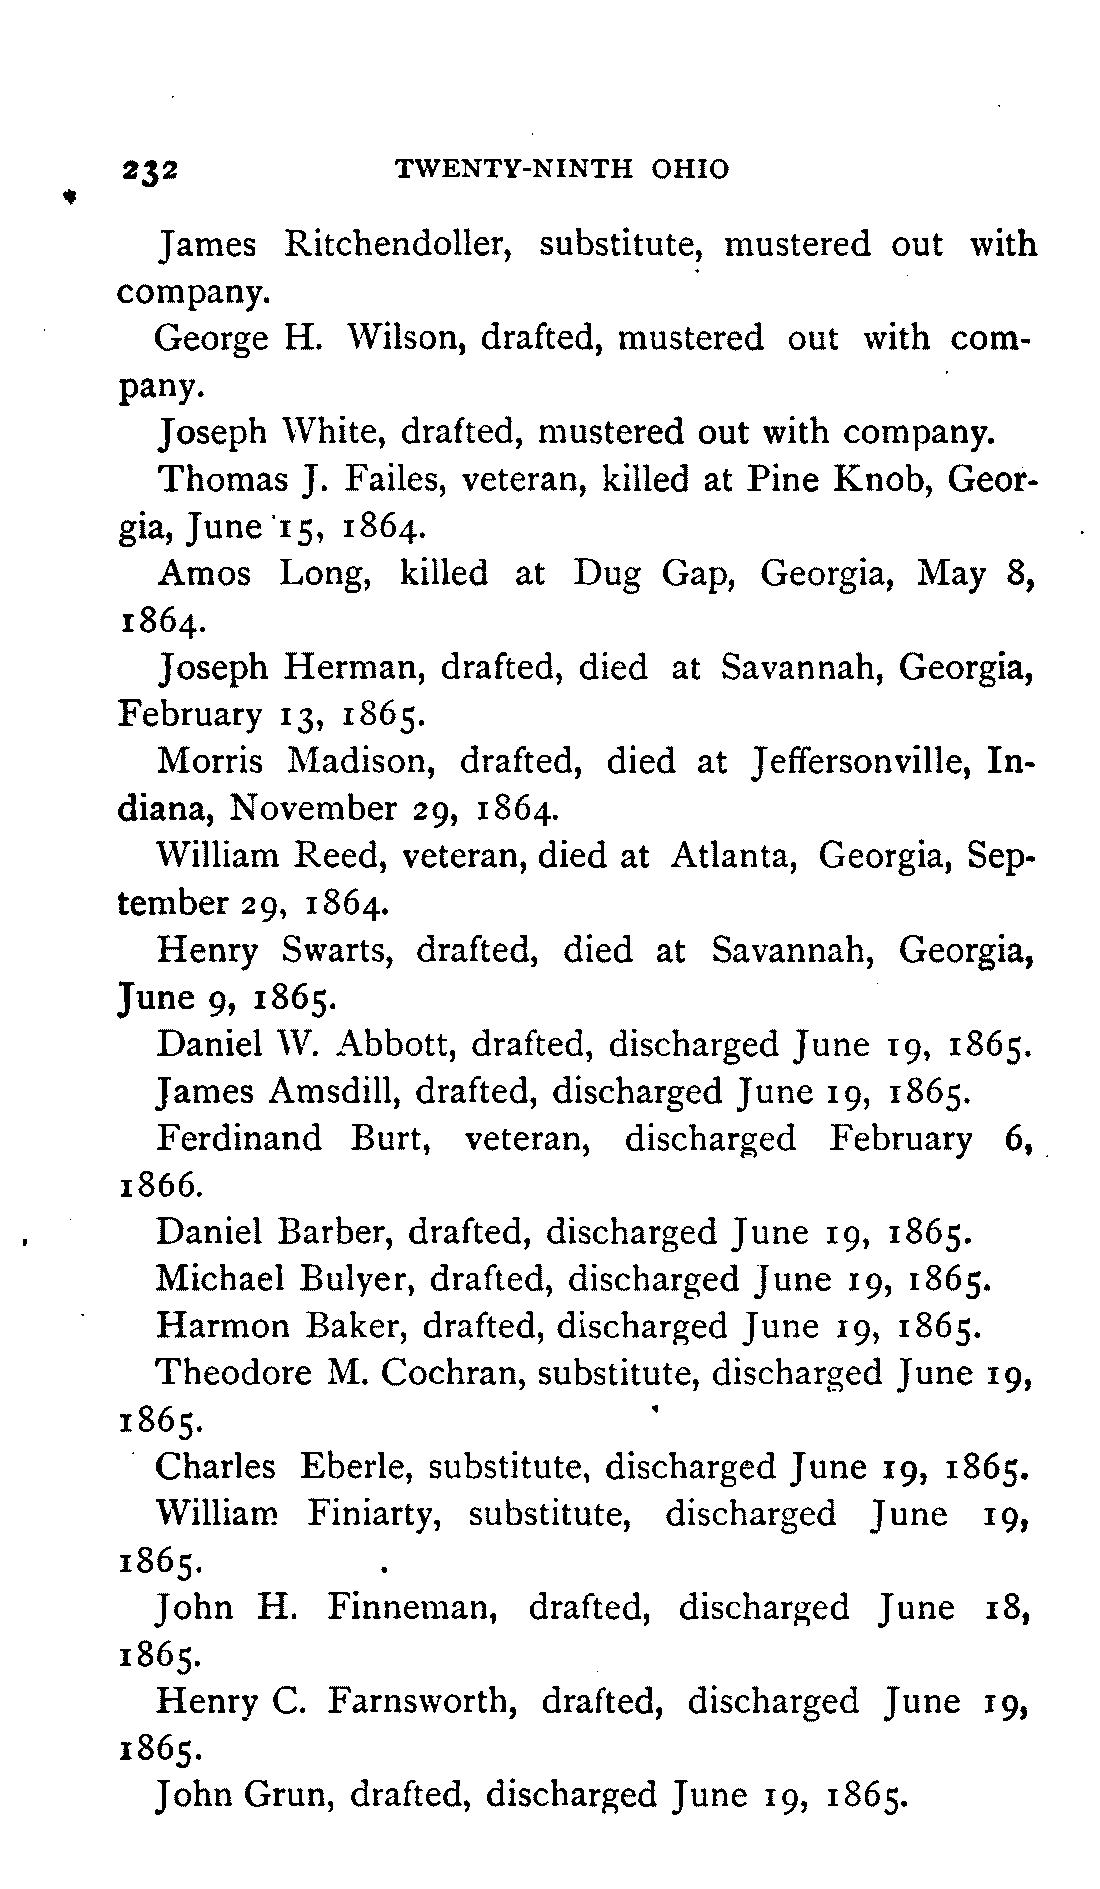 232 TWENTY-NINTH OHIO
James Ritchendoller, substitute, mustered out with
company.
George H. Wilson, drafted, mustered out with com-
pany.
Joseph White, drafted, mustered out with company.
Thomas J. Failes, veteran, killed at Pine Knob, Geor-
gia, June 15, 1864.
Amos Long, killed at Dug Gap, Georgia, May 8,
1864.
Joseph Herman, drafted, died at Savannah, Georgia,
February 13, 1865.
Morris Madison, drafted, died at Jeffersonville, In-
diana, November 29, 1864.
William Reed, veteran, died at Atlanta, Georgia, Sep-
tember 29, 1864.
Henry Swarts, drafted, died at Savannah, Georgia,
June 9, 1865.
Daniel W. Abbott, drafted, discharged June 19, 1865.
James Amsdill, drafted, discharged June 19, 1865.
Ferdinand Burt, veteran, discharged February 6,
1866.
Daniel Barber, drafted, discharged June 19, 1865.
Michael Bulyer, drafted, discharged June 19, 1865.
Harmon Baker, drafted, discharged June 19, 1865.
Theodore M. Cochran, substitute, discharged June 19,
1865.
Charles Eberle, substitute, discharged June 19, 1865.
William Finiarty, substitute, discharged June 19,
1865.
John H. Finneman, drafted, discharged June 18,
1865.
Henry C. Farnsworth, drafted, discharged June 19,
1865.
John Grun, drafted, discharged June 19, 1865.